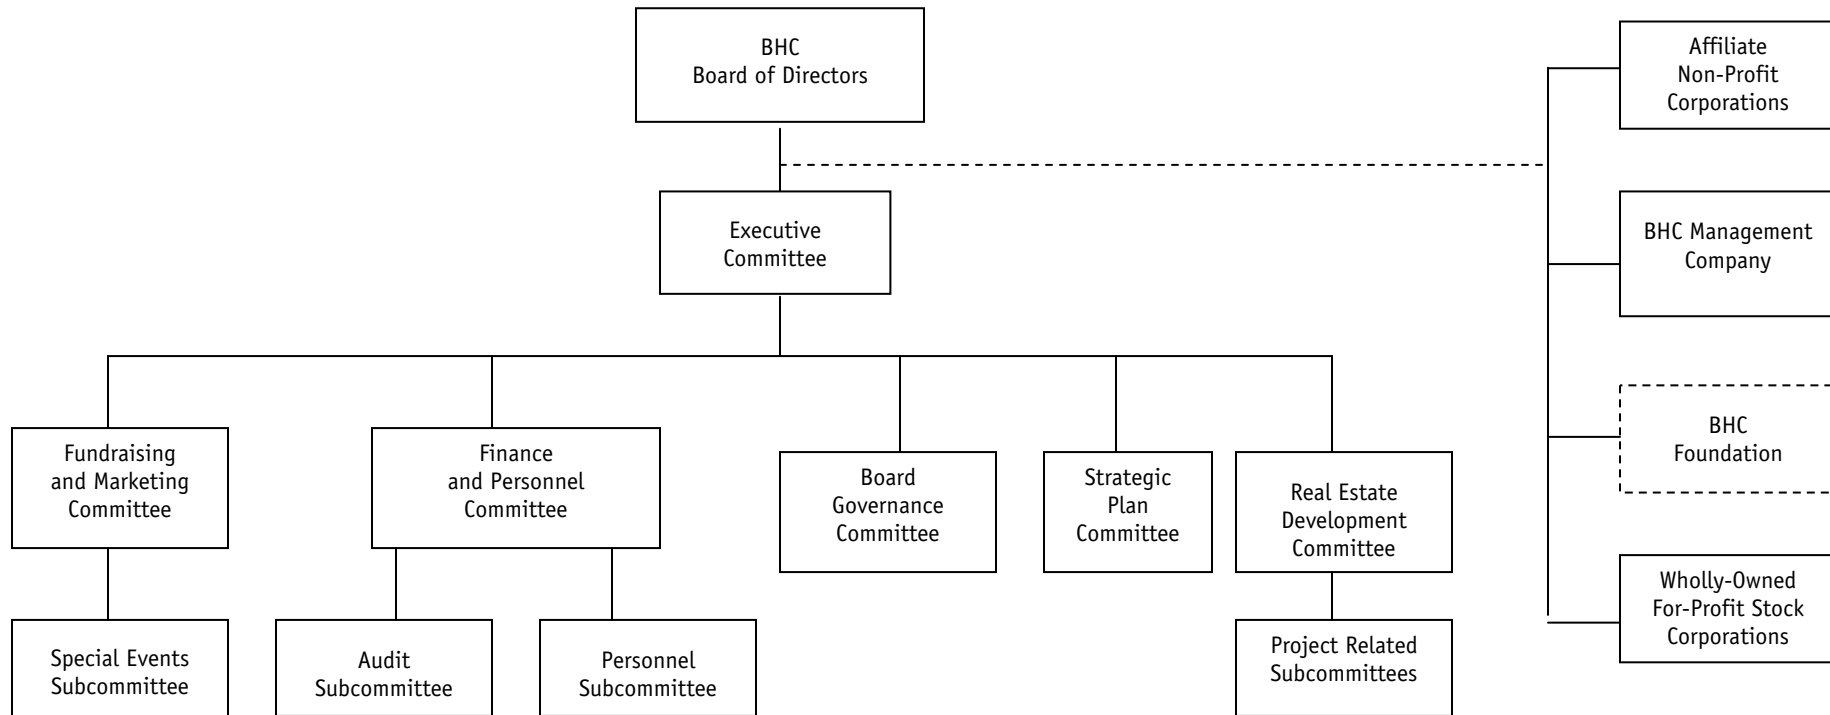 BHC
Board of Directors
Affiliate
Non-Profit
Corporations
Executive
Committee
BHC Management
Company
BHC
Foundation
Wholly-Owned
For-Profit Stock
Corporations
Fundraising
and Marketing
Committee
Finance
and Personnel
Committee
Board
Governance
Committee
Strategic
Plan
Committee
Real Estate
Development
Committee
Special Events
Subcommittee
Audit
Subcommittee
Personnel
Subcommittee
Project Related
Subcommittees